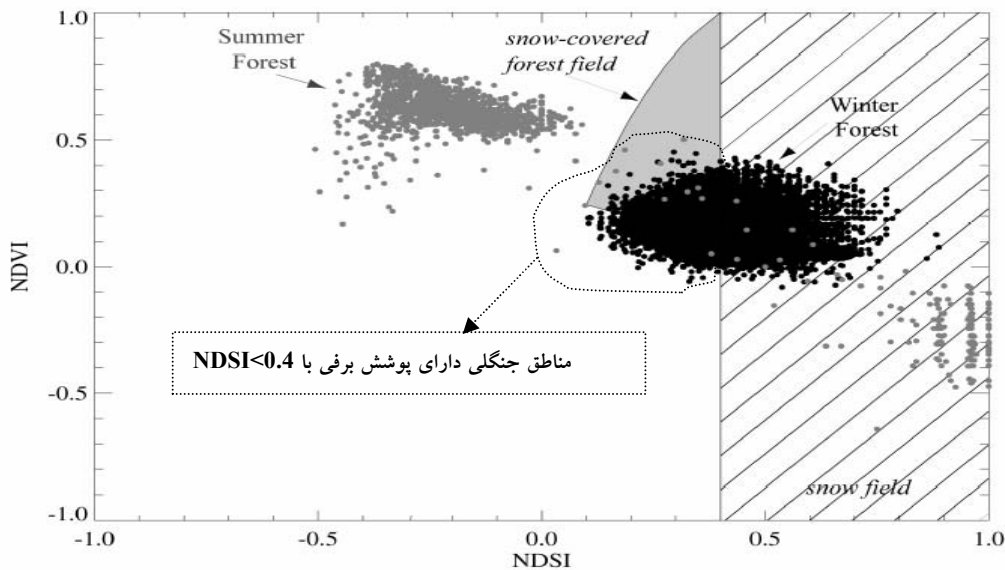 1.0
Summer
Forest
snow-covered
forest field
Winter
Forest
0.5
NDVI
0.0
مناطق جنگلی دارای پوشش برفی با NDSI<0.4
-0.5
snow field
-1.0
-1.0 -0.5 0.0 0.5 1.0
NDSI